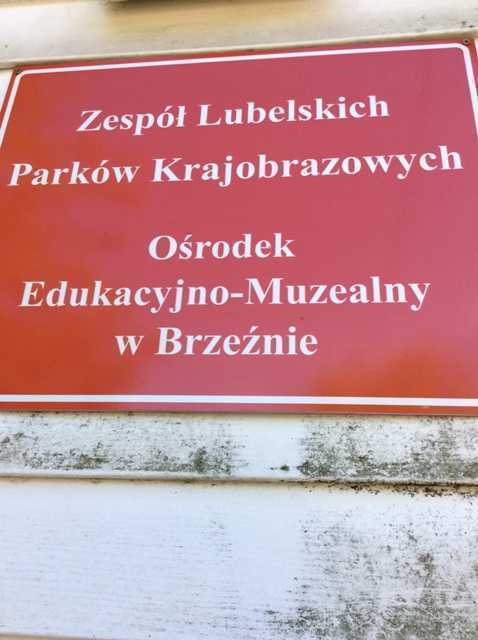 Zespół Lubelskich
Parków Krajobrazowych
Ośrodek
Edukacyjno-Muzealny
w Brzeźnie